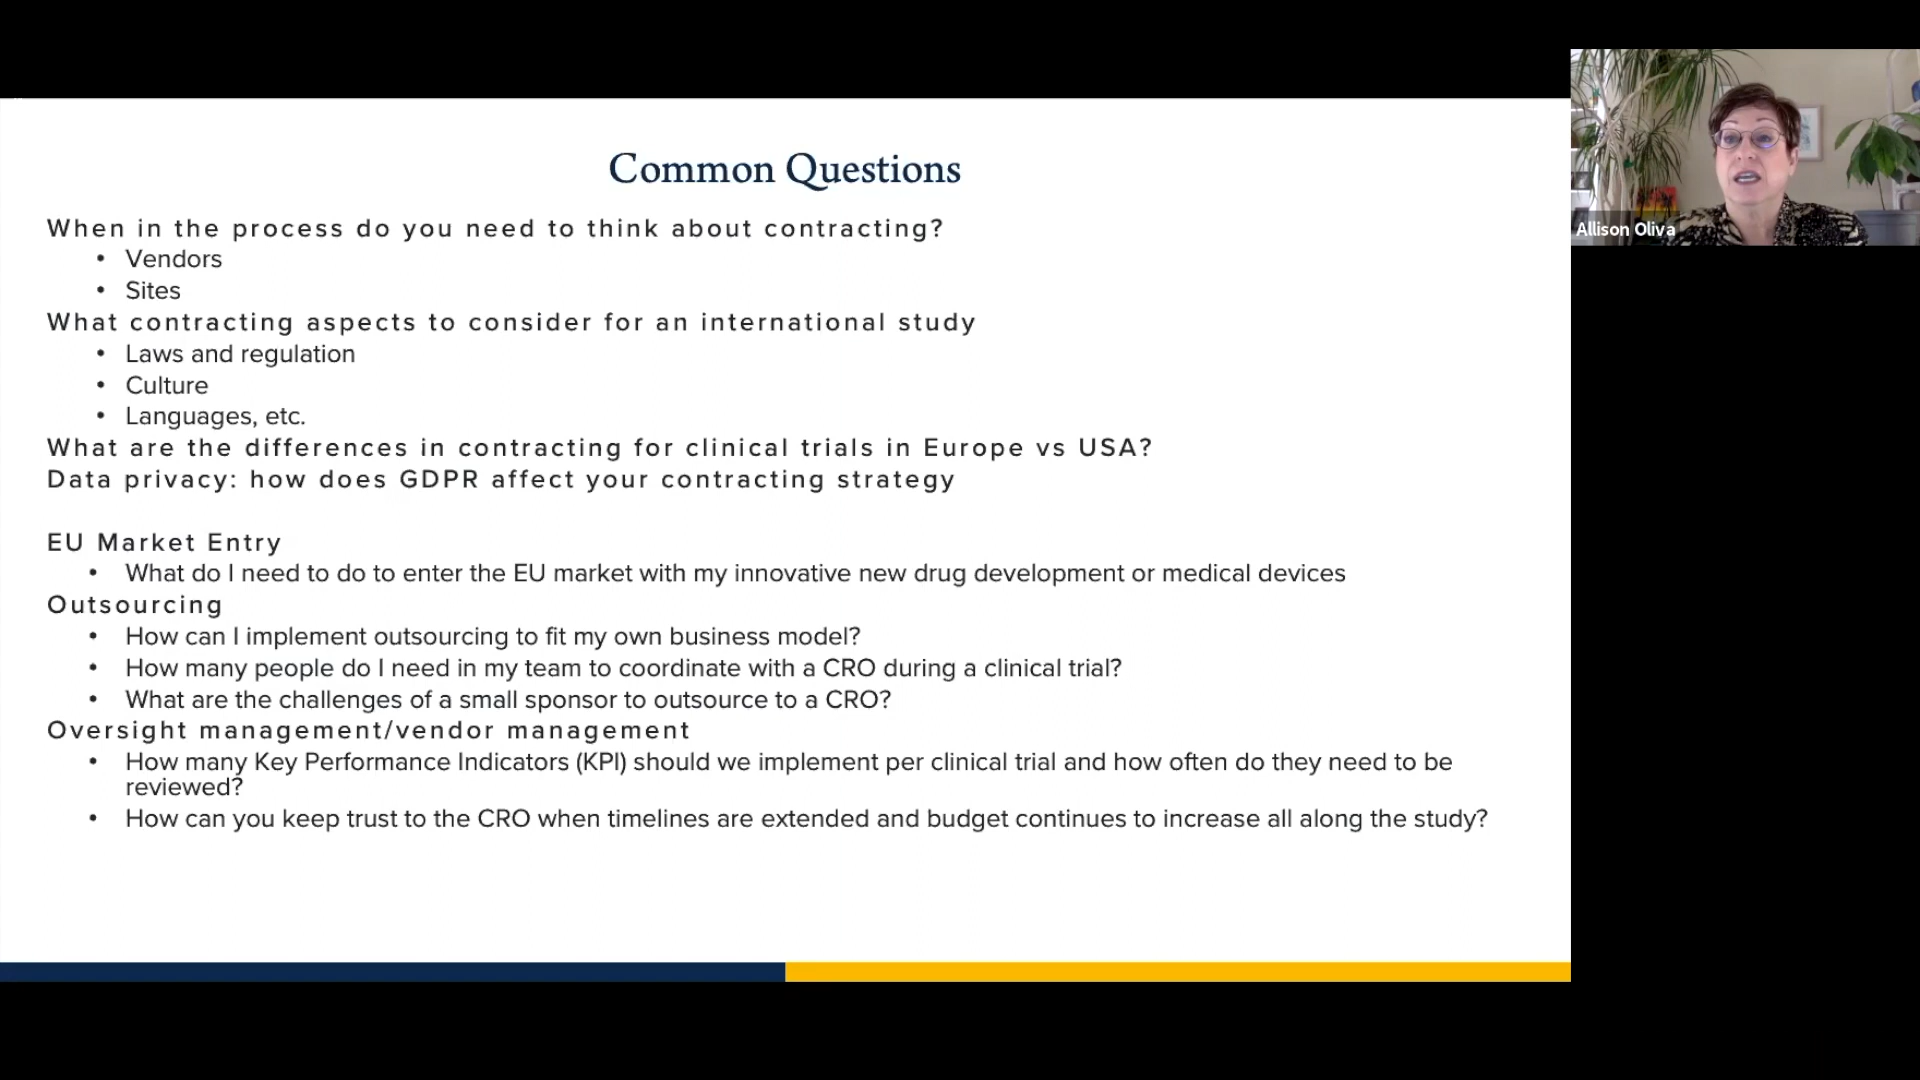 Common Questions
When in the process do you need to think about contracting?
• Vendors
• Sites
What contracting aspects to consider for an international study
• Laws and regulation
• Culture
• Languages, etc.
What are the differences in contracting for clinical trials in Europe vs USA?
Data privacy: how does GDPR affect your contracting strategy
EU Market Entry
• What do I need to do to enter the EU market with my innovative new drug development or medical devices
Outsourcing
• How can I implement outsourcing to fit my own business model?
• How many people do I need in my team to coordinate with a CRO during a clinical trial?
• What are the challenges of a small sponsor to outsource to a CRO?
Oversight management/vendor management
• How many Key Performance Indicators (KPI) should we implement per clinical trial and how often do they need to be
reviewed?
• How can you keep trust to the CRO when timelines are extended and budget continues to increase all along the study?
Allison Oliva